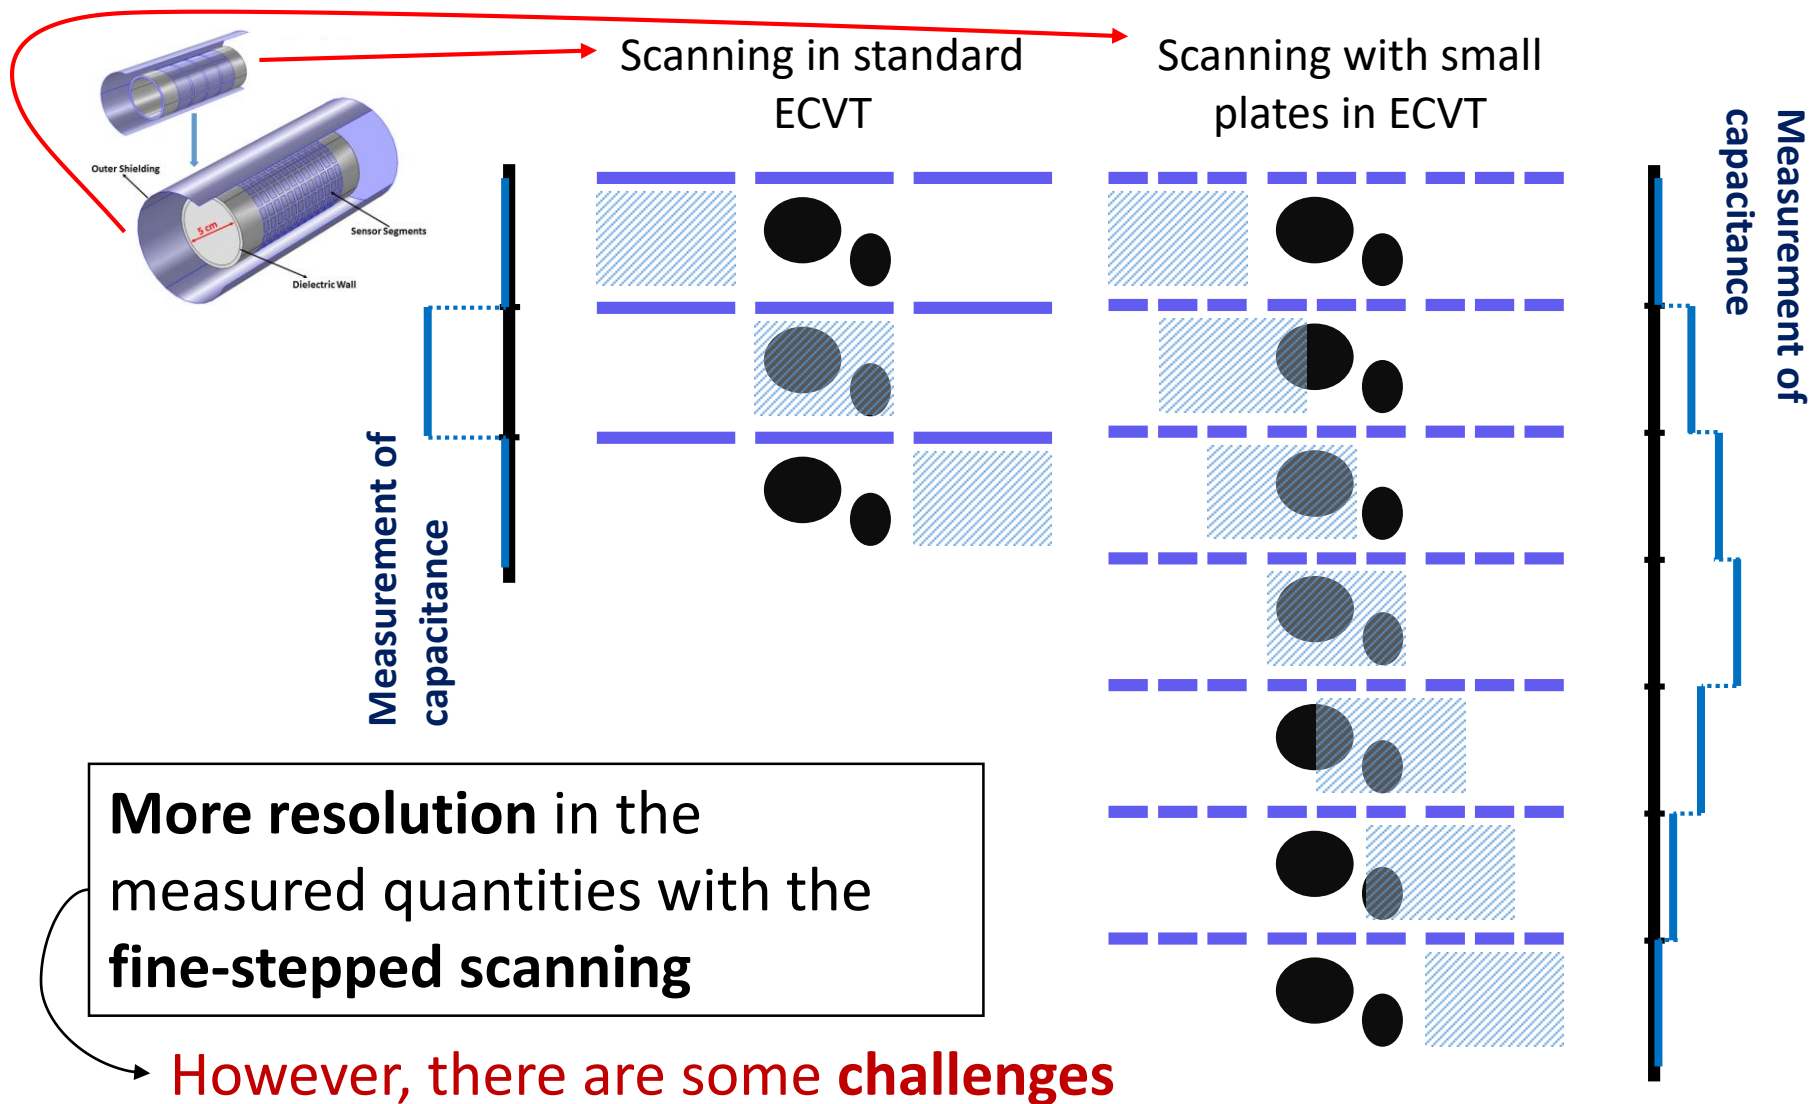 Scanning in standard
ECVT
Scanning with small
plates in ECVT
Outer Shielding
5 cm
Sensor Segments
Dielectric Wall
Measurement of
capacitance
Measurement of
capacitance
More resolution in the
measured quantities with the
fine-stepped scanning
However, there are some challenges